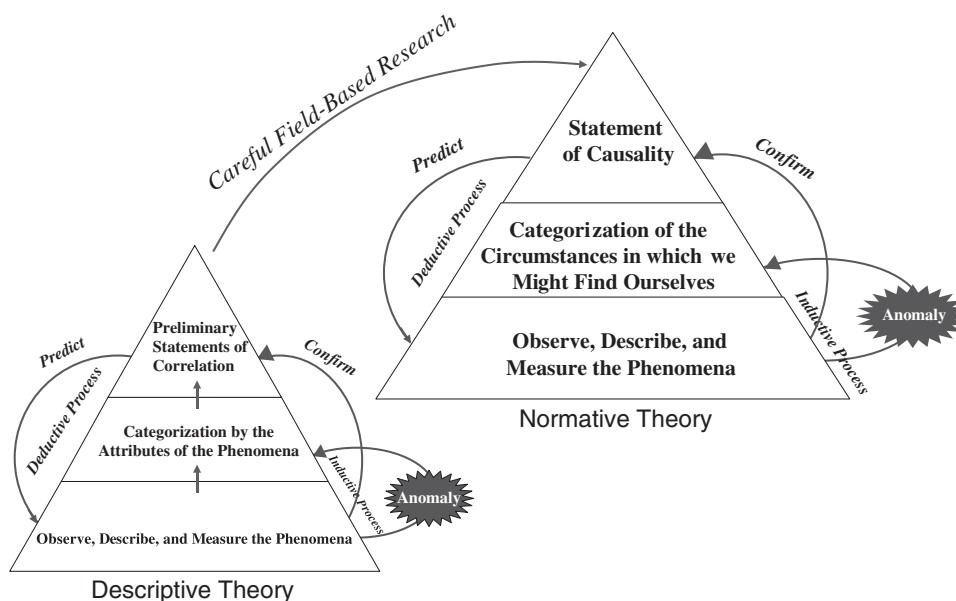 Careful Field-Based Research
Statement
of Causality
Predict
Confirm
Deductive Process
Categorization of the
Circumstances in which we
Might Find Ourselves
Anomaly
Inductive Process
Observe, Describe, and
Measure the Phenomena
Normative Theory
Preliminary
Statements of
Correlation
Predict
Confirm
Deductive Process
Categorization by the
Attributes of the Phenomena
Inductive process
Anomaly
Observe, Describe, and Measure the Phenomena
Descriptive Theory